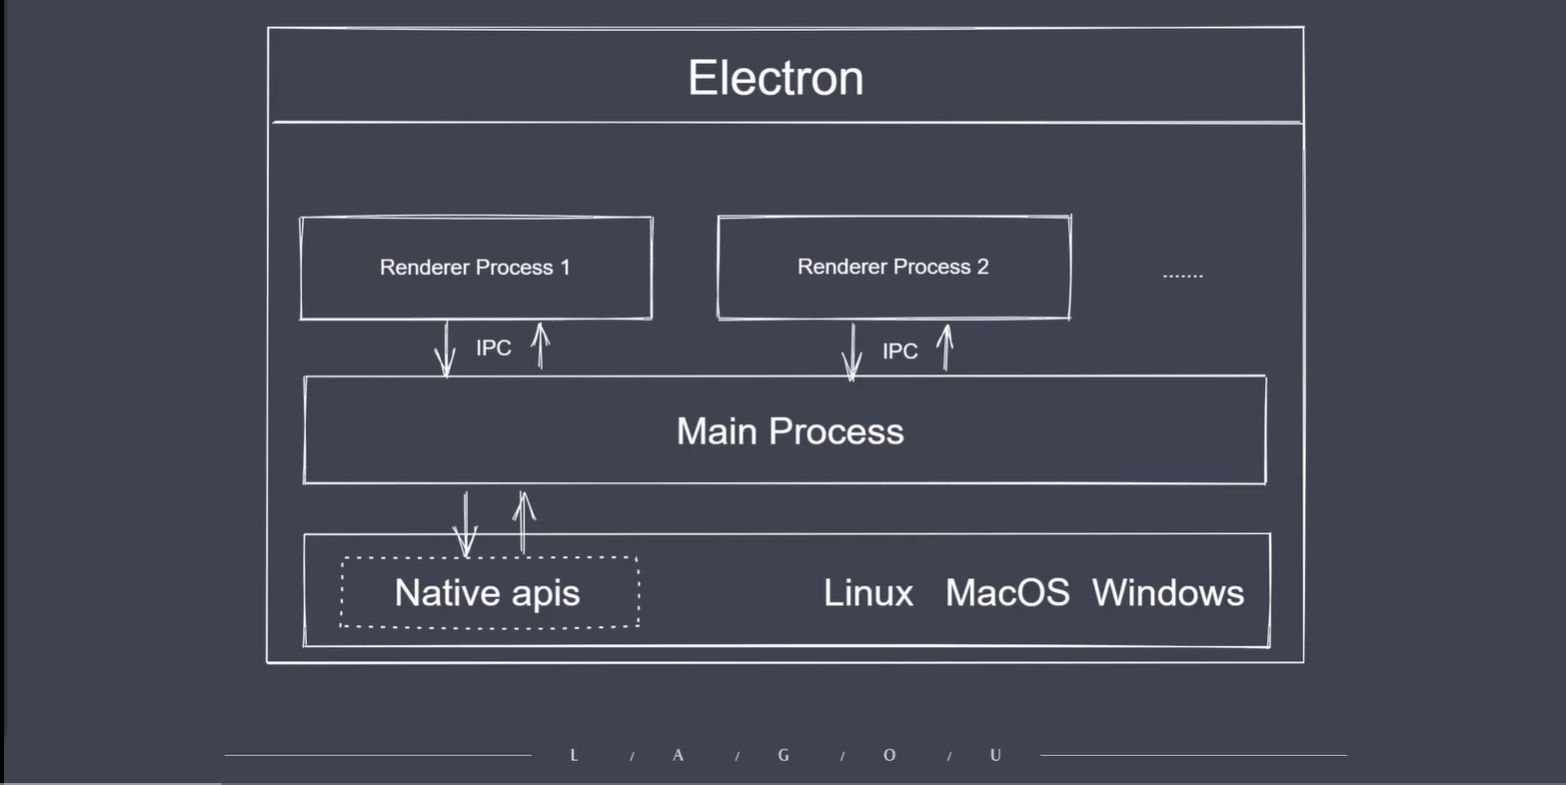 Electron
Renderer Process 1
Renderer Process 2
.......
IPC
IPC
Main Process
Native apis
Linux MacOS Windows
L / A / G / O / U